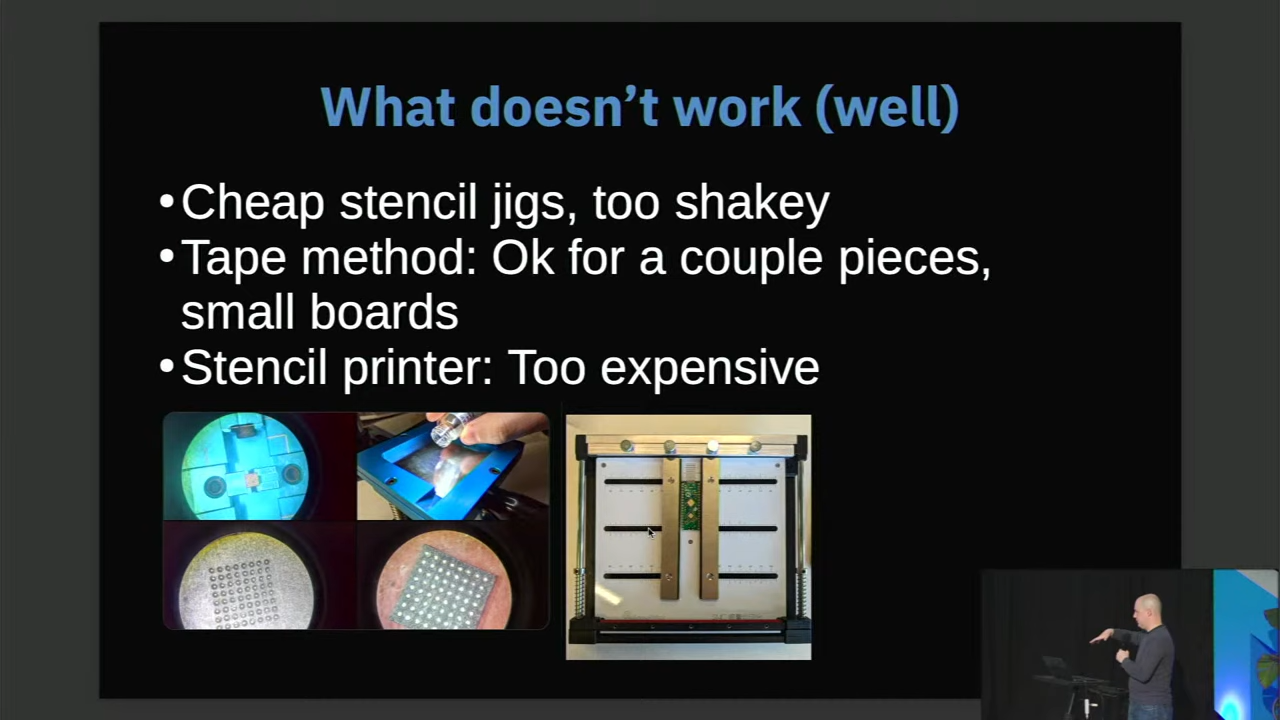 What doesn’t work (well)
•Cheap stencil jigs, too shakey
•Tape method: Ok for a couple pieces,
small boards
•Stencil printer: Too expensive